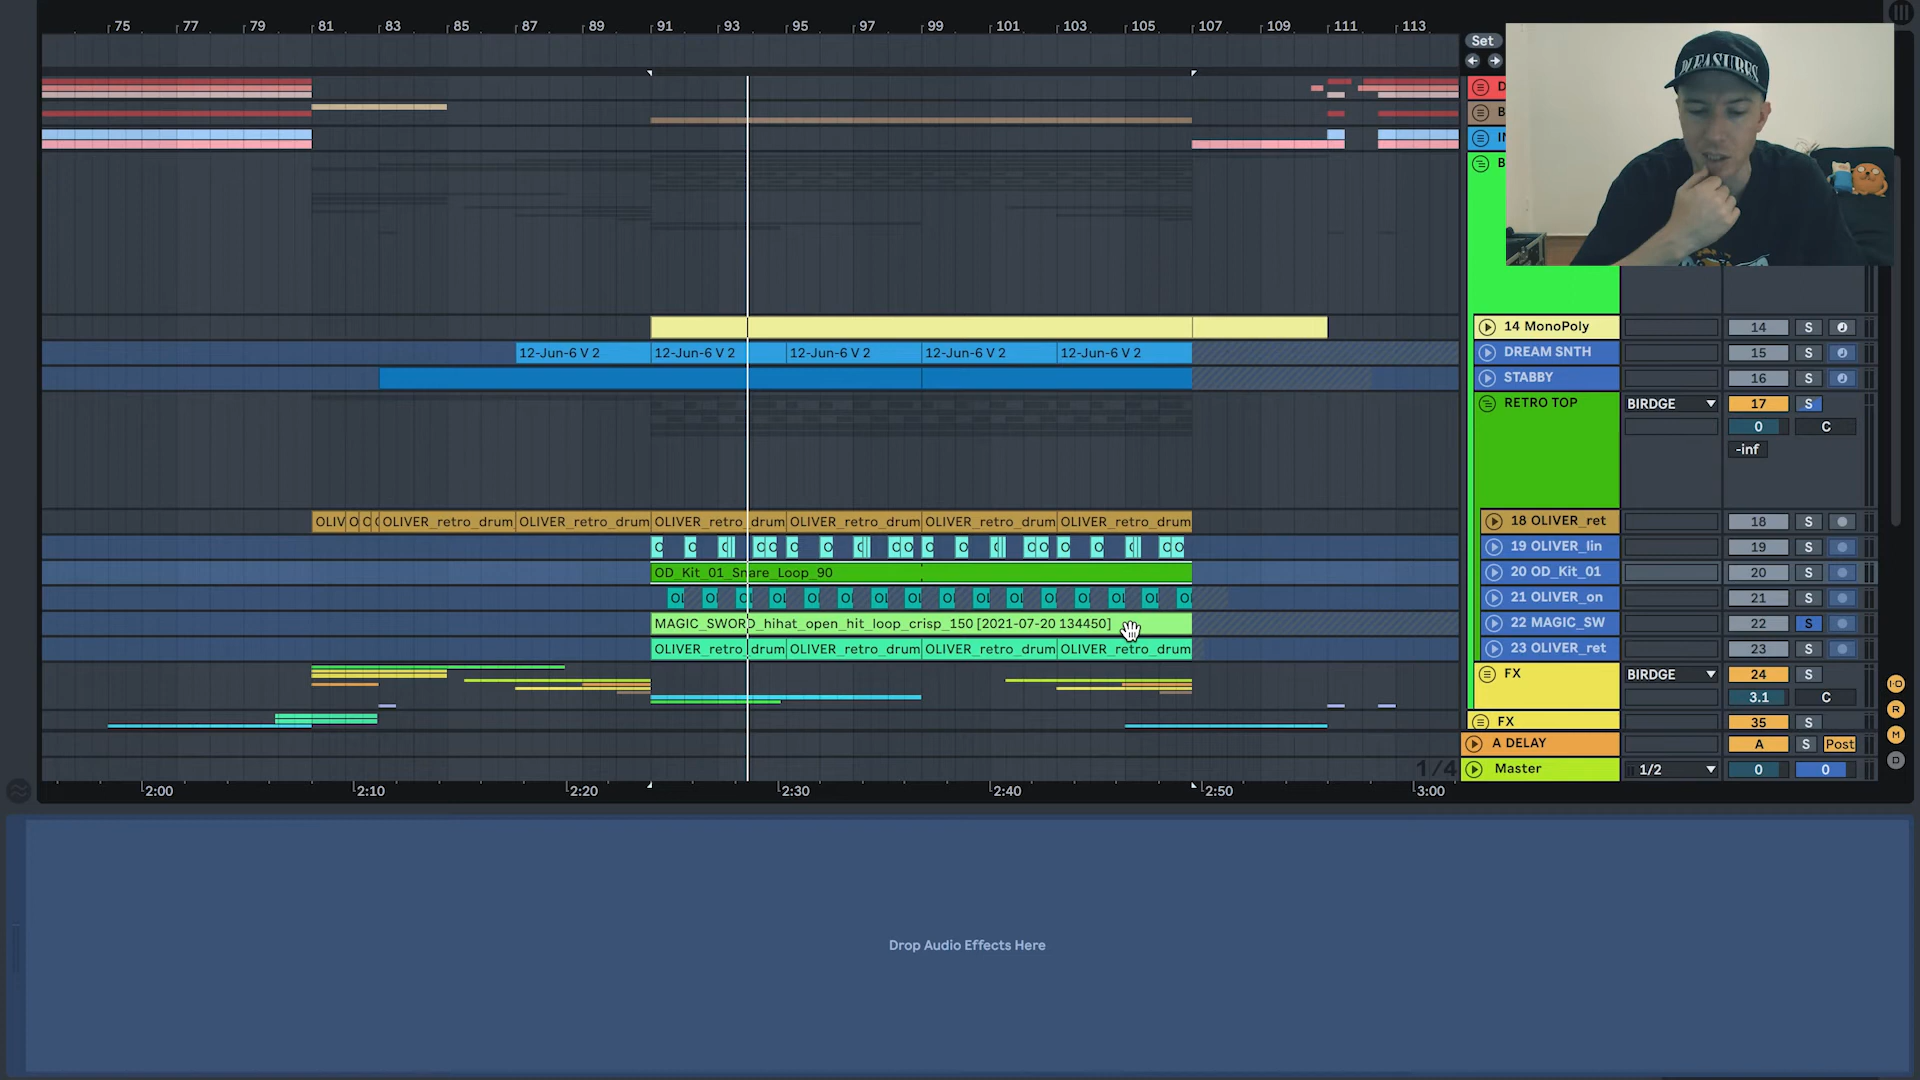 75 77 79 81 83 85 87 89 91 93 95 97 99 101 103 105 107 109 111 113
Set
PLEASURES
D
B
IN
B
14 MonoPoly 14 S
12-Jun-6 V 2 12-Jun-6 V 2 12-Jun-6 V 2 12-Jun-6 V 2 12-Jun-6 V 2 DREAM SNTH 15 S
STABBY 16 S
RETRO TOP BIRDGE 17 S
0 C
-inf
OLIV O O OLIVER_retro_drum OLIVER_retro_drum OLIVER_retro_drum OLIVER_retro_drum OLIVER_retro_drum OLIVER_retro_drum 18 OLIVER_ret 18 S
19 OLIVER_lin 19 S
OD_Kit_01_Snare_Loop_90 20 OD_Kit_01 20 S
21 OLIVER_on 21 S
MAGIC_SWORD_hihat_open_hit_loop_crisp_150 [2021-07-20 134450] 22 MAGIC_SW 22 S
OLIVER_retro_drum OLIVER_retro_drum OLIVER_retro_drum OLIVER_retro_drum 23 OLIVER_ret 23 S
FX BIRDGE 24 S
3.1 C
FX 35 S
A DELAY A S Post
1/4 Master 1/2 0 0
I·O
R
M
D
2:00 2:10 2:20 2:30 2:40 2:50 3:00
Drop Audio Effects Here